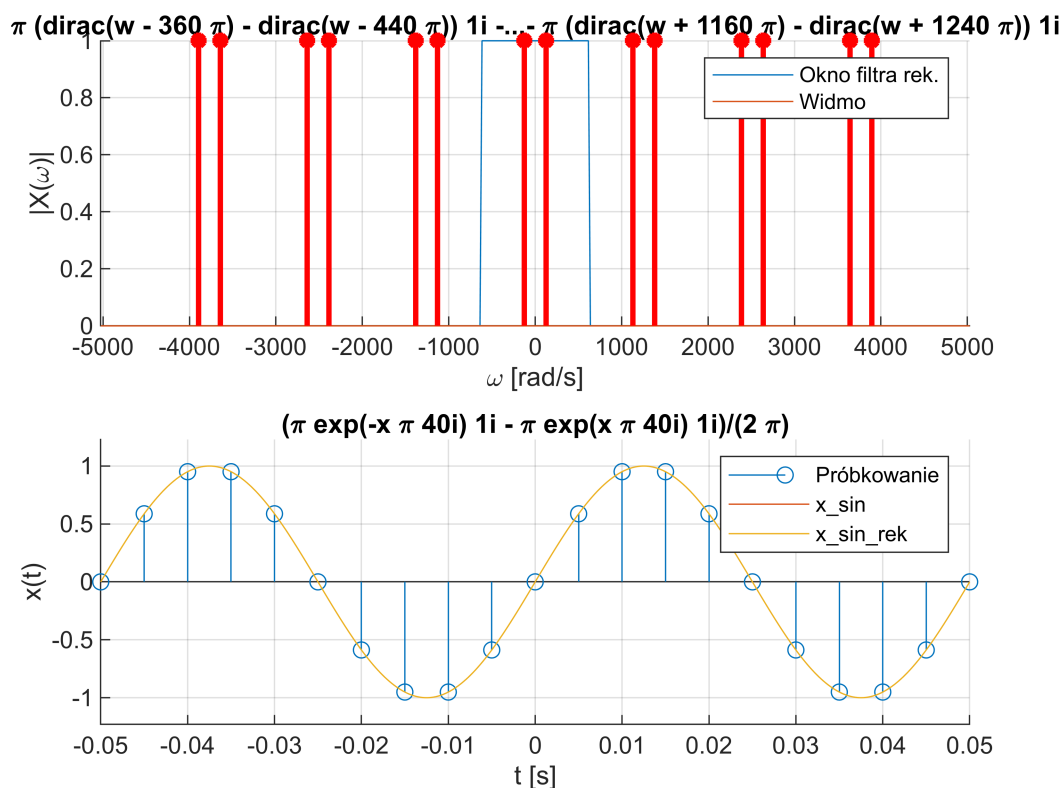 π (dirac(w - 360 π) - dirac(w - 440 π)) 1i -...- π (dirac(w + 1160 π) - dirac(w + 1240 π)) 1i
1
0.8
0.6
0.4
0.2
0
|X(ω)|
Okno filtra rek.
Widmo
-5000 -4000 -3000 -2000 -1000 0 1000 2000 3000 4000 5000
ω [rad/s]
(π exp(-x π 40i) 1i - π exp(x π 40i) 1i)/(2 π)
1
0.5
0
-0.5
-1
x(t)
Próbkowanie
x_sin
x_sin_rek
-0.05 -0.04 -0.03 -0.02 -0.01 0 0.01 0.02 0.03 0.04 0.05
t [s]